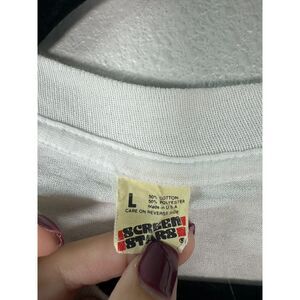 L
50% COTTON
50% POLYESTER
Made in U.S.A.
CARE ON REVERSE SIDE
SCREEN
STARS
®